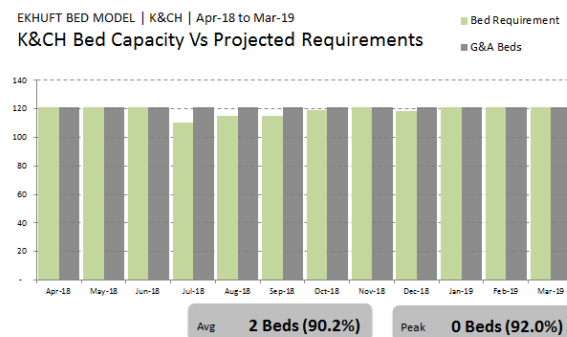 EKHUFT BED MODEL | K&CH | Apr-18 to Mar-19
K&CH Bed Capacity Vs Projected Requirements
Bed Requirement
G&A Beds
140
120
100
80
60
40
20
-
Apr-18 May-18 Jun-18 Jul-18 Aug-18 Sep-18 Oct-18 Nov-18 Dec-18 Jan-19 Feb-19 Mar-19
Avg 2 Beds (90.2%) Peak 0 Beds (92.0%)